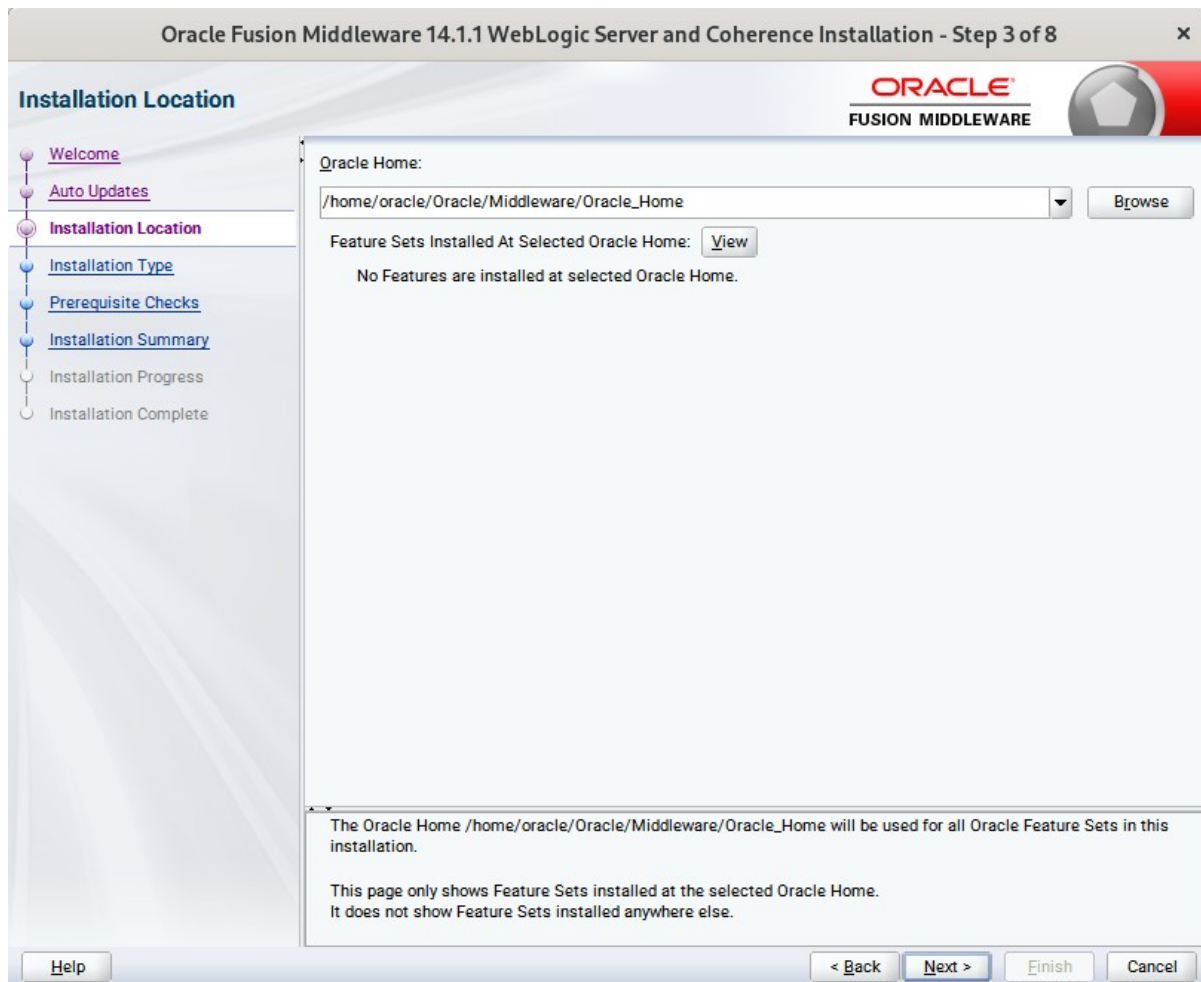 Oracle Fusion Middleware 14.1.1 WebLogic Server and Coherence Installation - Step 3 of 8 ×
Installation Location
ORACLE
FUSION MIDDLEWARE
Welcome
Auto Updates
Installation Location
Installation Type
Prerequisite Checks
Installation Summary
Installation Progress
Installation Complete
Oracle Home:
/home/oracle/Oracle/Middleware/Oracle_Home
Browse
Feature Sets Installed At Selected Oracle Home: View
No Features are installed at selected Oracle Home.
The Oracle Home /home/oracle/Oracle/Middleware/Oracle_Home will be used for all Oracle Feature Sets in this
installation.
This page only shows Feature Sets installed at the selected Oracle Home.
It does not show Feature Sets installed anywhere else.
Help
< Back Next > Finish Cancel